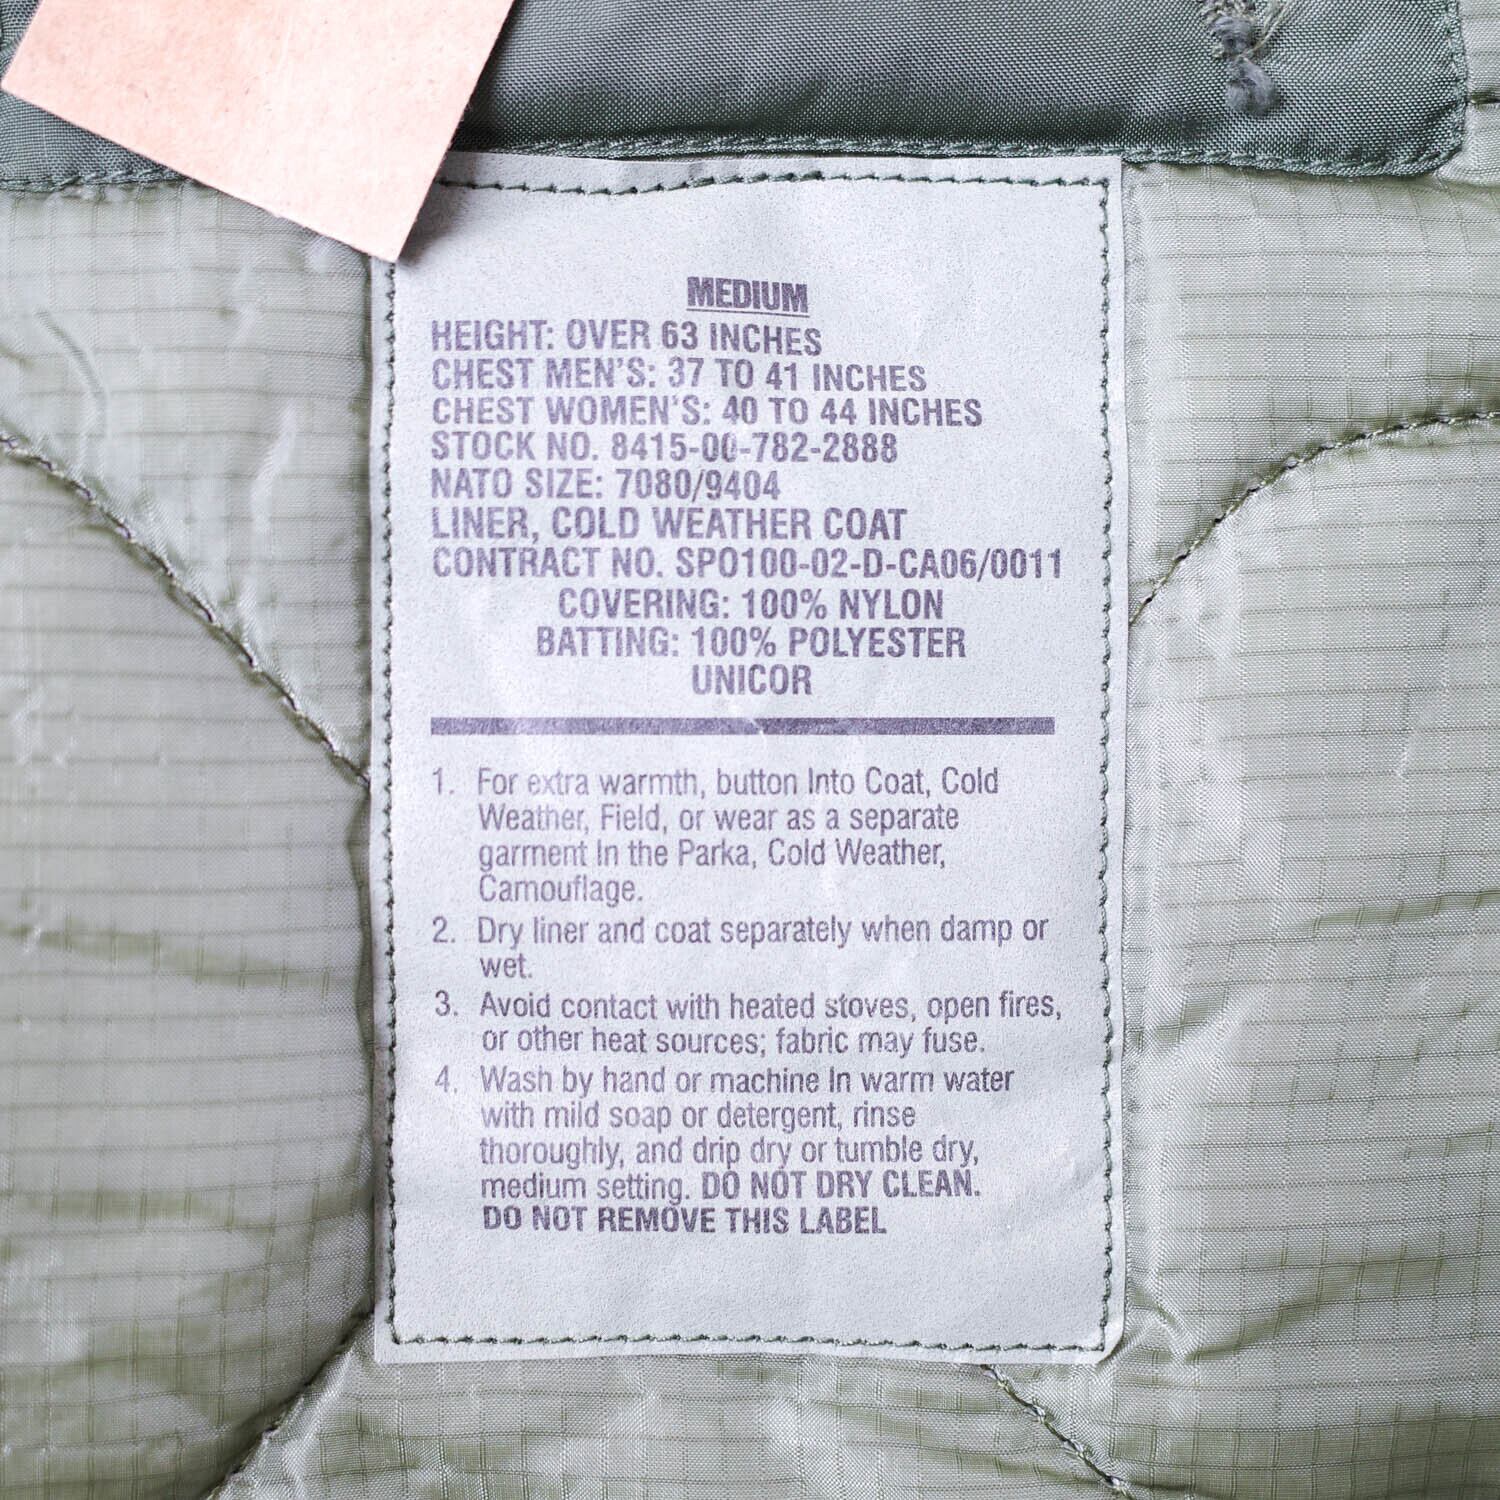 MEDIUM
HEIGHT: OVER 63 INCHES
CHEST MEN'S: 37 TO 41 INCHES
CHEST WOMEN'S: 40 TO 44 INCHES
STOCK NO. 8415-00-782-2888
NATO SIZE: 7080/9404
LINER, COLD WEATHER COAT
CONTRACT NO. SPO100-02-D-CA06/0011
COVERING: 100% NYLON
BATTING: 100% POLYESTER
UNICOR
1. For extra warmth, button Into Coat, Cold
Weather, Field, or wear as a separate
garment In the Parka, Cold Weather,
Camouflage.
2. Dry liner and coat separately when damp or
wet.
3. Avoid contact with heated stoves, open fires,
or other heat sources; fabric may fuse.
4. Wash by hand or machine In warm water
with mild soap or detergent, rinse
thoroughly, and drip dry or tumble dry,
medium setting. DO NOT DRY CLEAN.
DO NOT REMOVE THIS LABEL